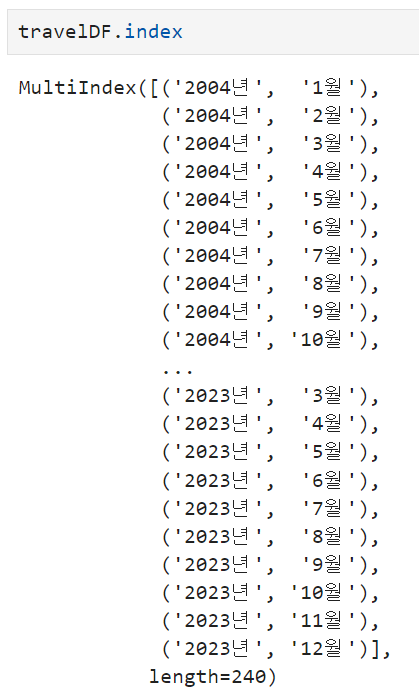 travelDF.index
MultiIndex([('2004년', '1월'),
('2004년', '2월'),
('2004년', '3월'),
('2004년', '4월'),
('2004년', '5월'),
('2004년', '6월'),
('2004년', '7월'),
('2004년', '8월'),
('2004년', '9월'),
('2004년', '10월'),
...
('2023년', '3월'),
('2023년', '4월'),
('2023년', '5월'),
('2023년', '6월'),
('2023년', '7월'),
('2023년', '8월'),
('2023년', '9월'),
('2023년', '10월'),
('2023년', '11월'),
('2023년', '12월')],
length=240)